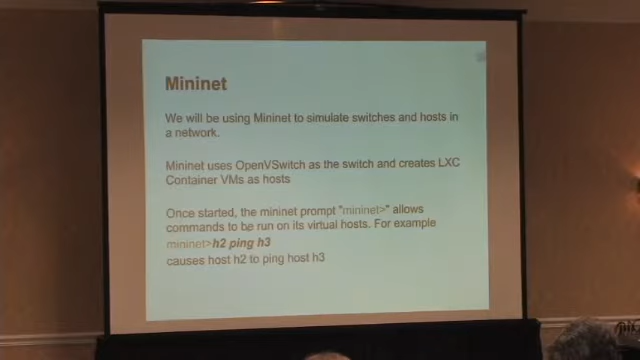 Mininet
We will be using Mininet to simulate switches and hosts in
a network.
Mininet uses OpenVSwitch as the switch and creates LXC
Container VMs as hosts
Once started, the mininet prompt "mininet>" allows
commands to be run on its virtual hosts. For example
mininet>h2 ping h3
causes host h2 to ping host h3